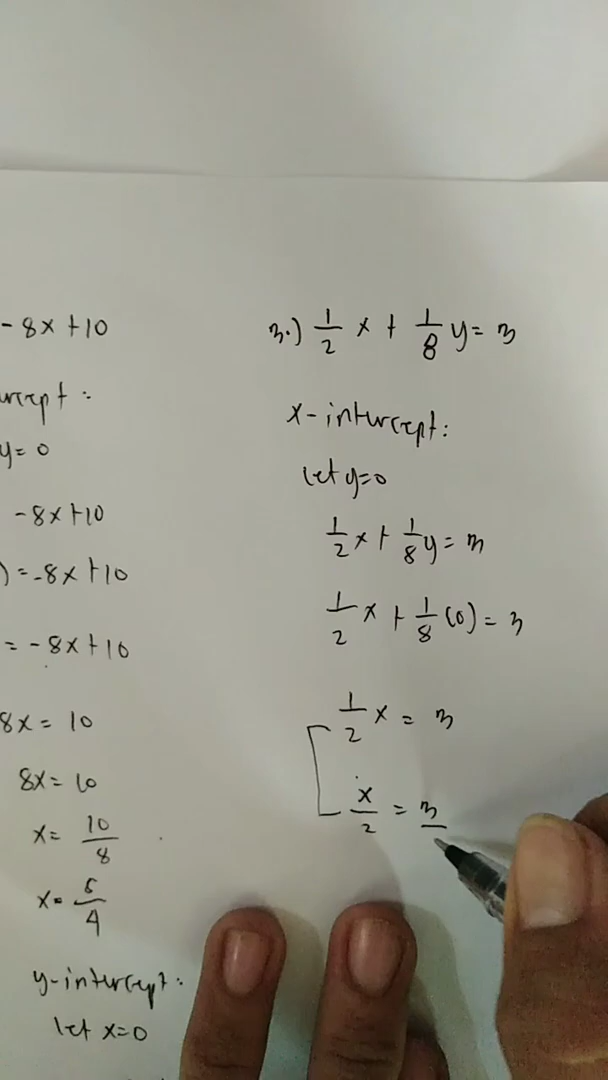 - 8x + 10
y = 0
- 8x + 10
) = -8x + 10
= - 8x + 10
8x = 10
8x = 10
x = 10/8
x = 5/4
y-intercept:
let x=0
3.) 1/2 x + 1/8 y = 3
x-intercept:
let y=0
1/2 x + 1/8 y = 3
1/2 x + 1/8 (0) = 3
1/2 x = 3
x/2 = 3